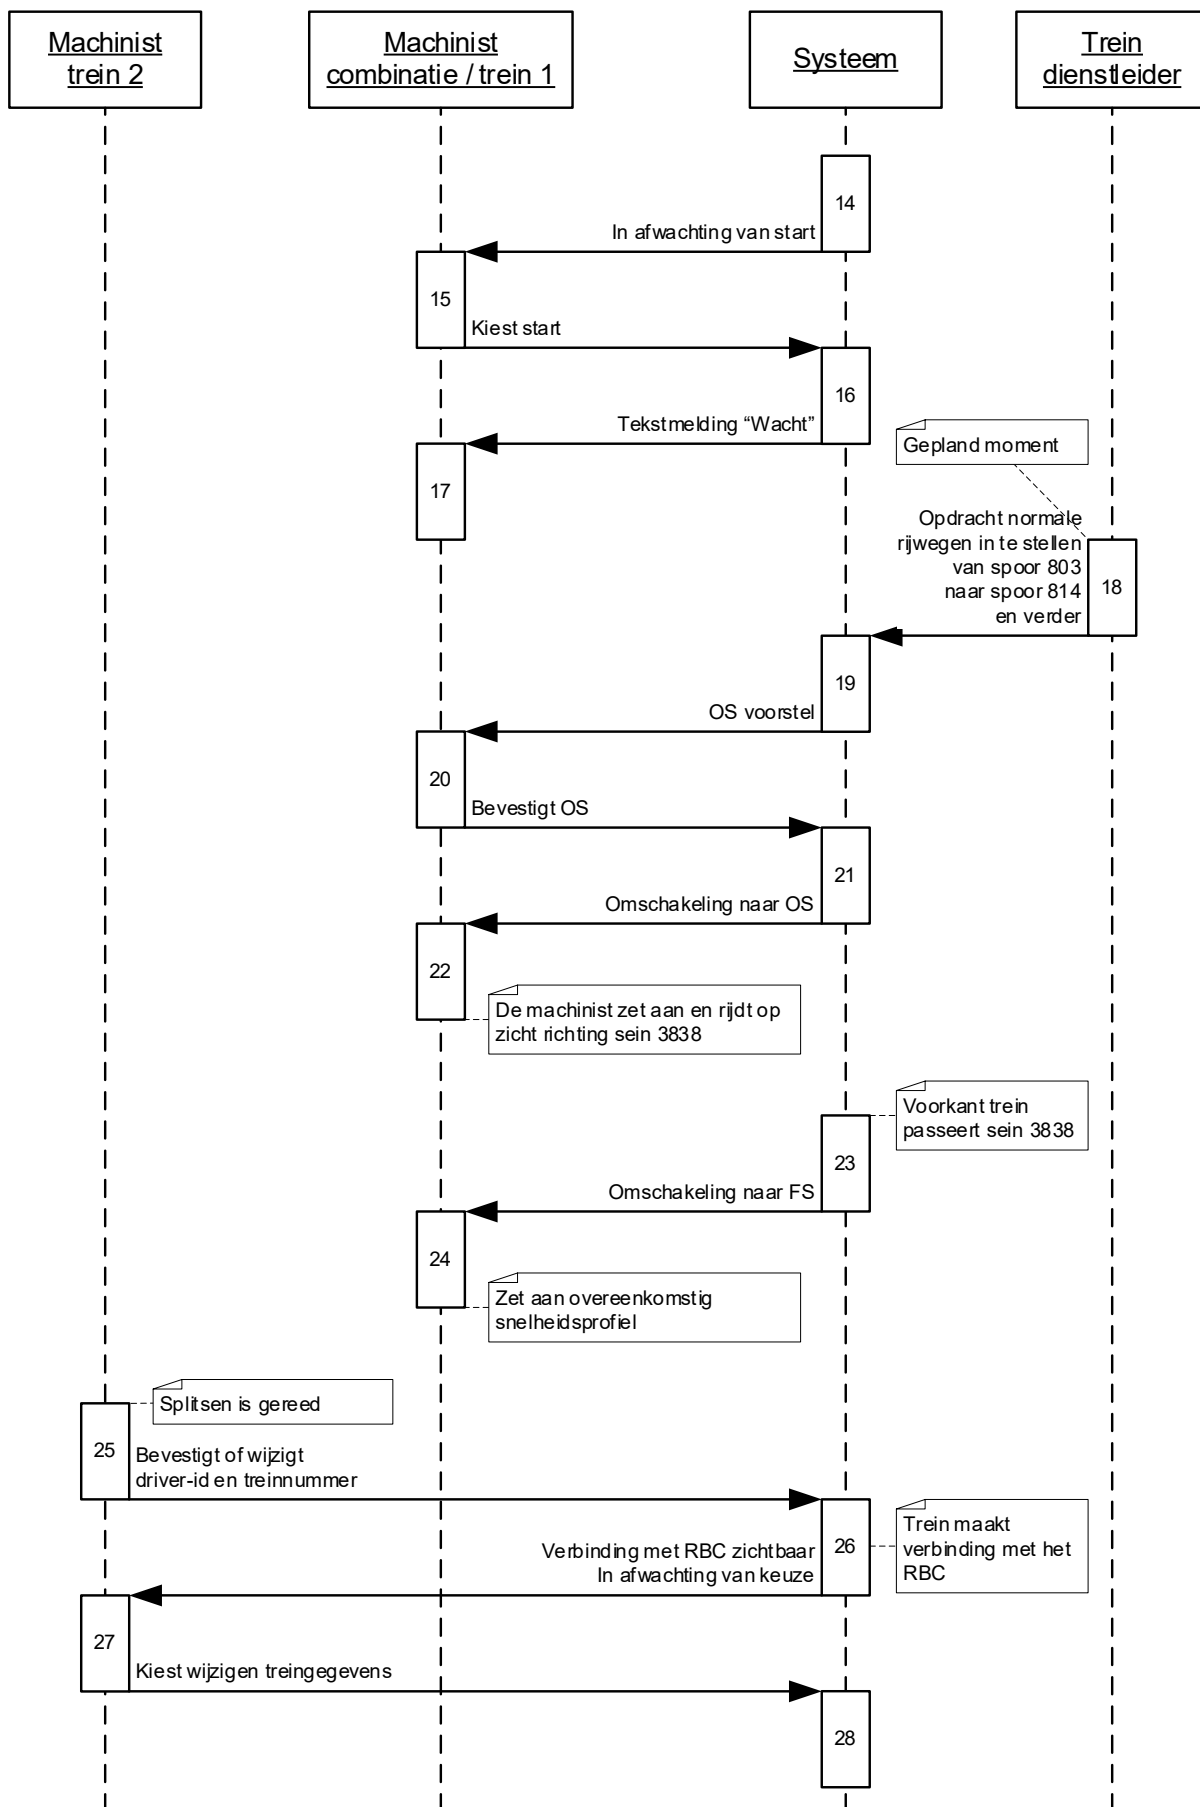 Machinist
trein 2
Machinist
combinatie / trein 1
Systeem
Trein
dienstleider
14
In afwachting van start
15
Kiest start
16
Tekstmelding “Wacht”
17
Gepland moment
Opdracht normale
rijwegen in te stellen
van spoor 803
naar spoor 814
en verder
18
19
OS voorstel
20
Bevestigt OS
21
Omschakeling naar OS
22
De machinist zet aan en rijdt op
zicht richting sein 3838
Voorkant trein
passeert sein 3838
23
Omschakeling naar FS
24
Zet aan overeenkomstig
snelheidsprofiel
Splitsen is gereed
25
Bevestigt of wijzigt
driver-id en treinnummer
26
Trein maakt
verbinding met het
RBC
Verbinding met RBC zichtbaar
In afwachting van keuze
27
Kiest wijzigen treingegevens
28